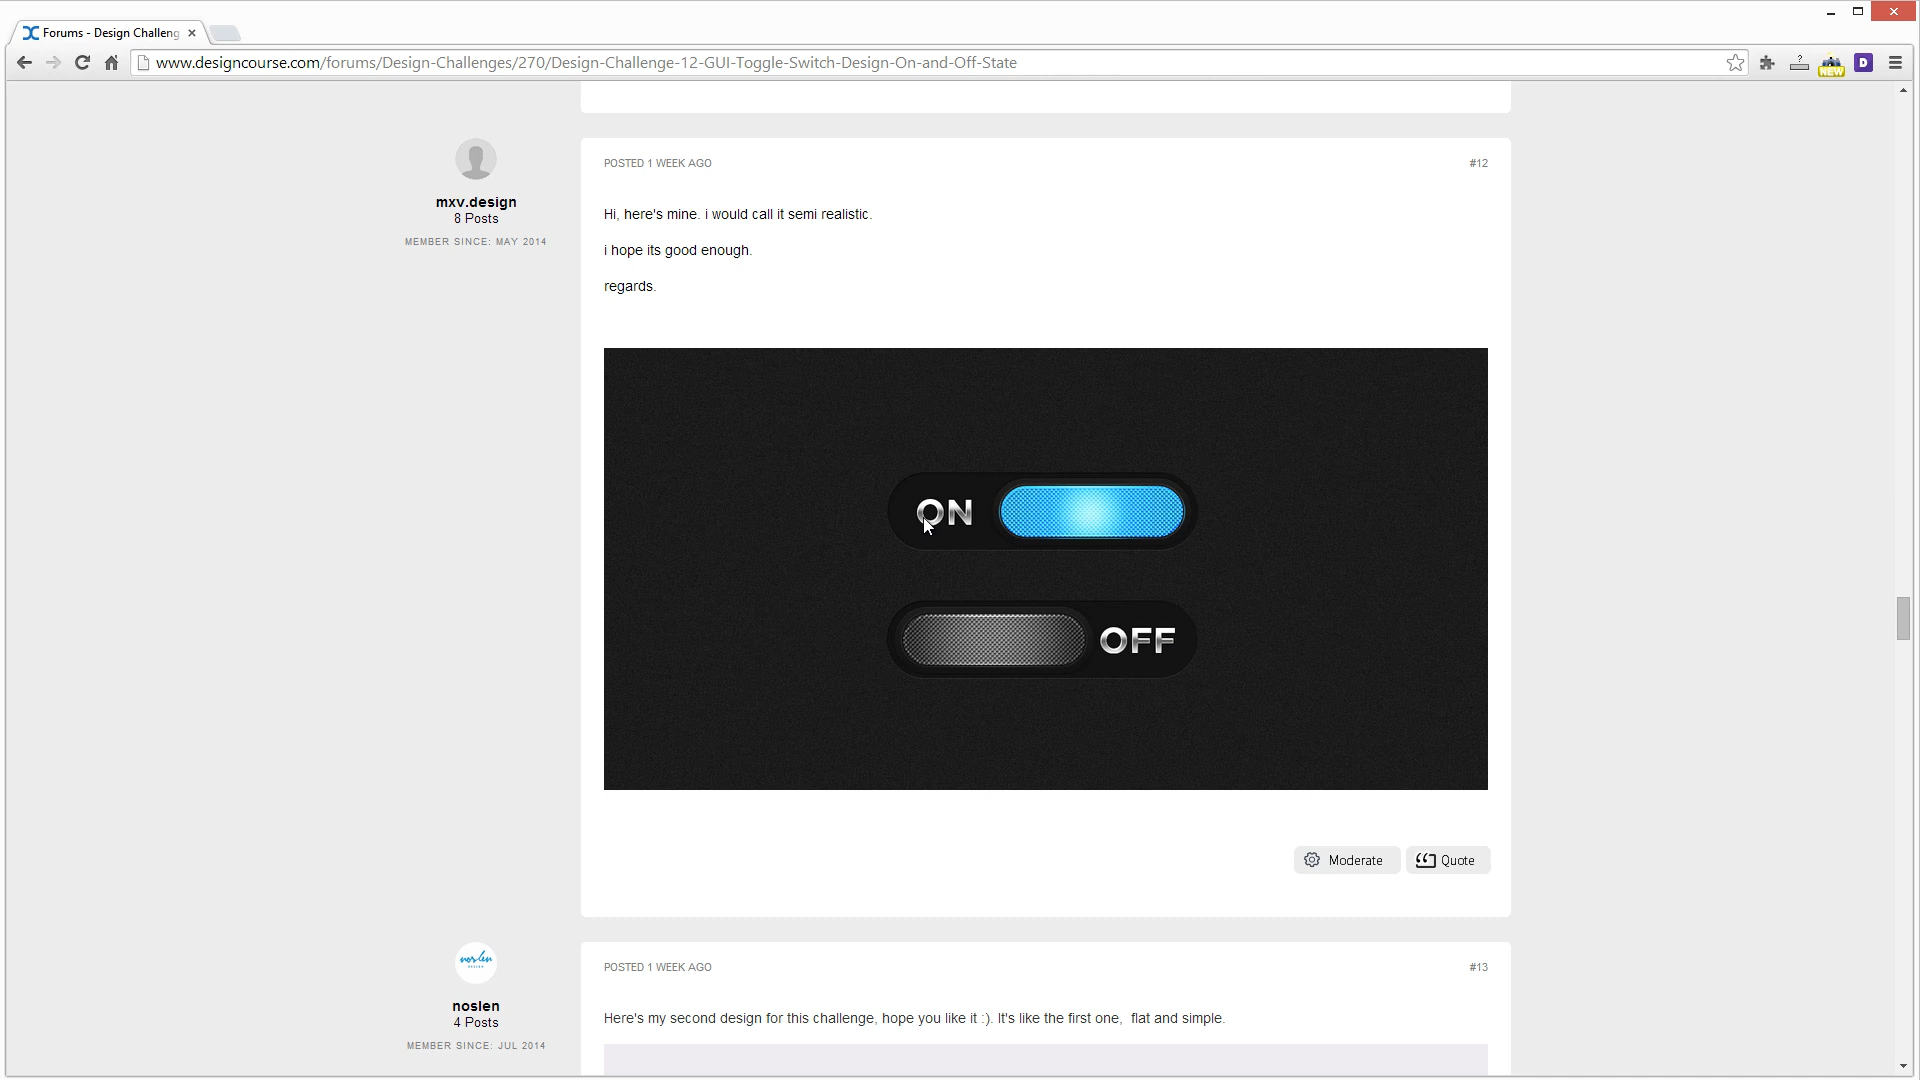 Forums - Design Challeng
www.designcourse.com/forums/Design-Challenges/270/Design-Challenge-12-GUI-Toggle-Switch-Design-On-and-Off-State
?
NEW
D
mxv.design
8 Posts
MEMBER SINCE: MAY 2014
POSTED 1 WEEK AGO
#12
Hi, here's mine. i would call it semi realistic.
i hope its good enough.
regards.
ON
OFF
Moderate
Quote
noslen
DESIGN
noslen
4 Posts
MEMBER SINCE: JUL 2014
POSTED 1 WEEK AGO
#13
Here's my second design for this challenge, hope you like it :). It's like the first one,  flat and simple.